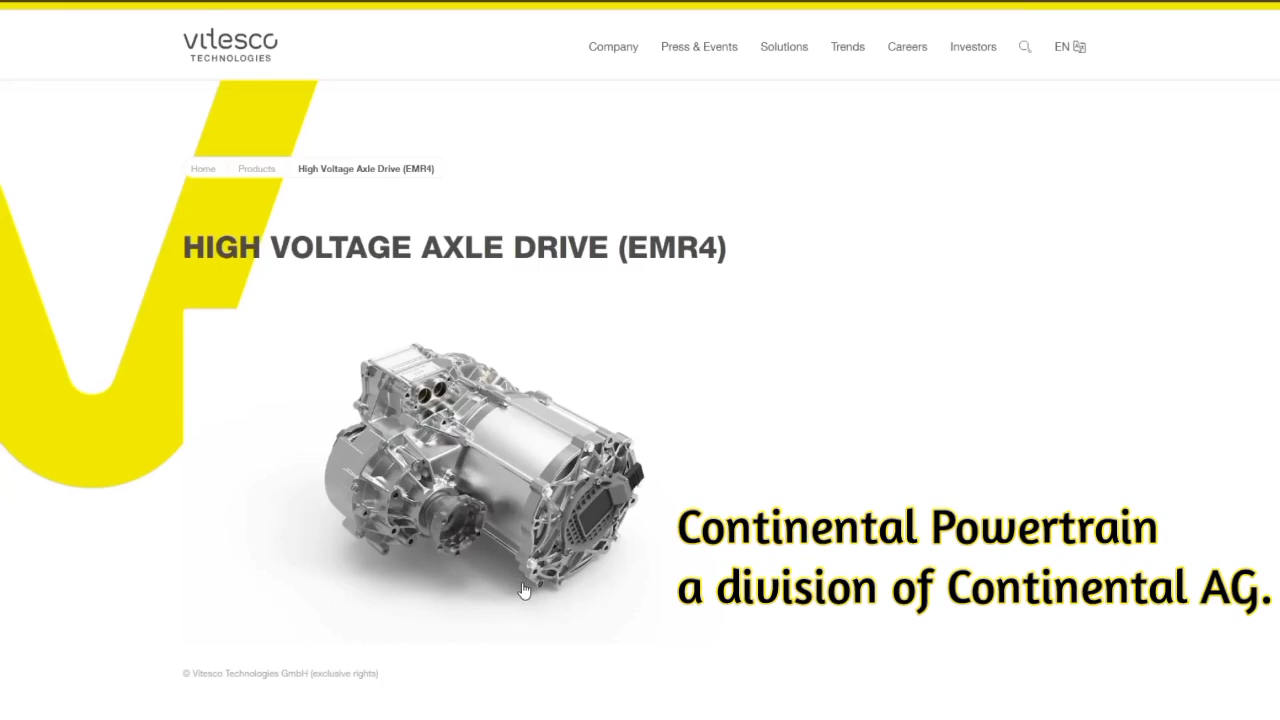 vitesco
TECHNOLOGIES
Company Press & Events Solutions Trends Careers Investors EN
Home Products High Voltage Axle Drive (EMR4)
HIGH VOLTAGE AXLE DRIVE (EMR4)
Continental Powertrain
a division of Continental AG.
© Vitesco Technologies GmbH (exclusive rights)